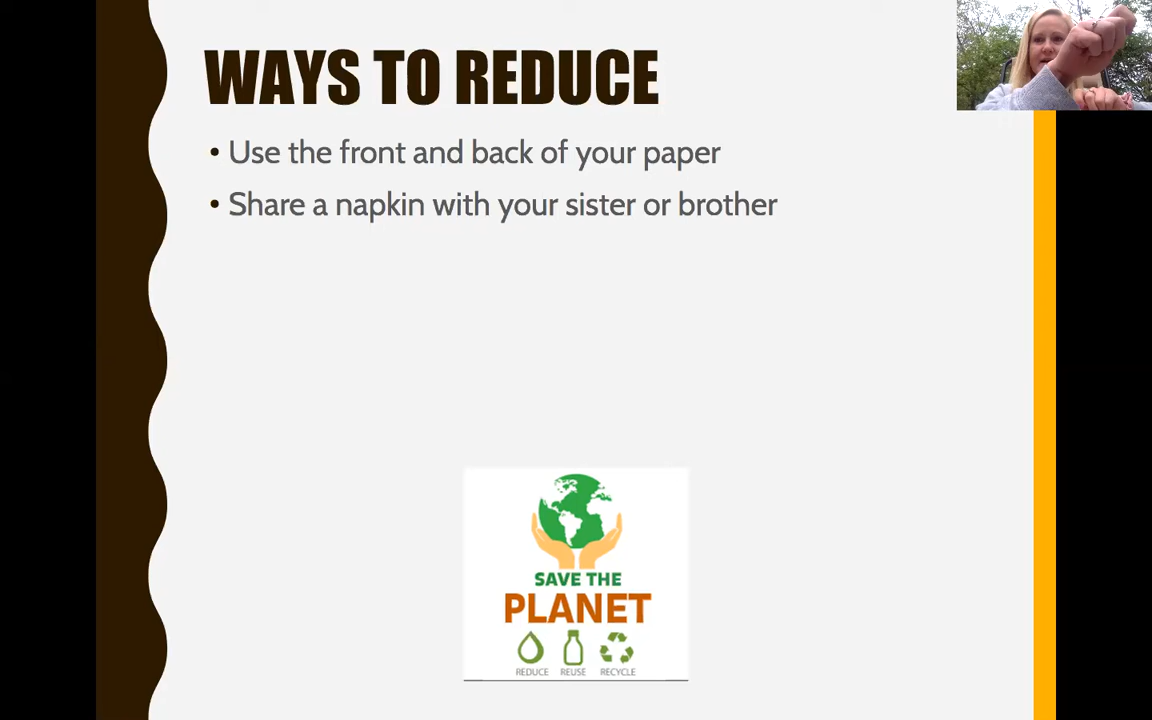 WAYS TO REDUCE
• Use the front and back of your paper
• Share a napkin with your sister or brother
SAVE THE
PLANET
REDUCE REUSE RECYCLE